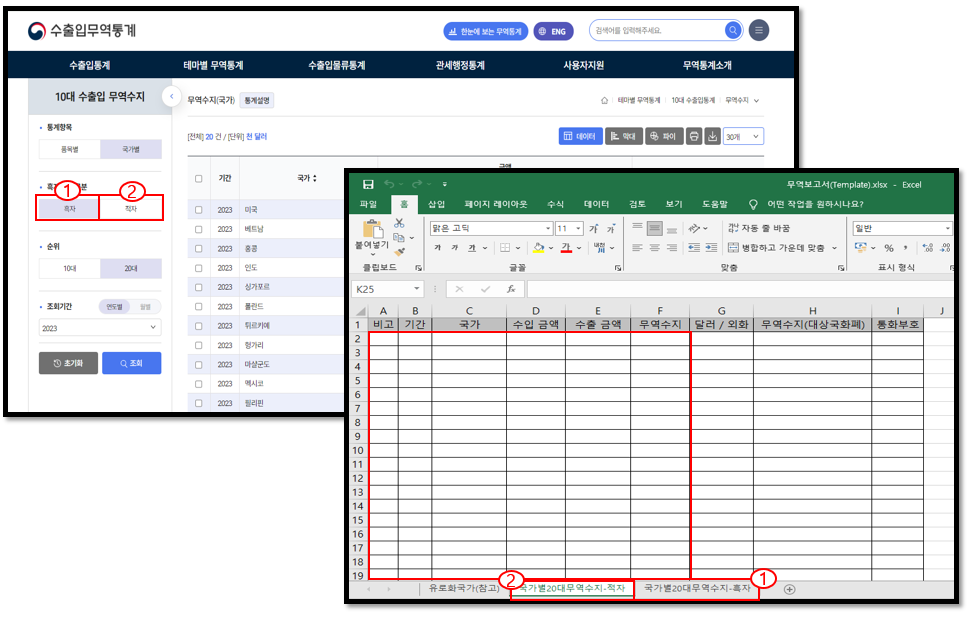 수출입무역통계
한눈에 보는 무역통계
ENG
검색어를 입력해주세요.
수출입통계 테마별 무역통계 수출입물류통계 관세행정통계 사용자지원 무역통계소개
10대 수출입 무역수지
통계항목
품목별 국가별
1 2
흑자 적자
순위
10대 20대
조회기간 연도별 월별
2023
초기화 조회
무역수지(국가) 통계설명
테마별 무역통계 10대 수출입통계 무역수지
[전체] 20 건 / [단위] 천 달러
데이터 막대 파이 30개
기간 국가
2023 미국
2023 베트남
2023 홍콩
2023 인도
2023 싱가포르
2023 폴란드
2023 튀르키예
2023 헝가리
2023 마샬군도
2023 멕시코
2023 필리핀
무역보고서(Template).xlsx - Excel
파일 홈 삽입 페이지 레이아웃 수식 데이터 검토 보기 도움말 어떤 작업을 원하시나요?
붙여넣기
맑은 고딕 11 가 가
가 가 가 가 내천
자동 줄 바꿈
병합하고 가운데 맞춤
일반
%
클립보드 글꼴 맞춤 표시 형식
K25
fx
A B C D E F G H I J
1 비고 기간 국가 수입 금액 수출 금액 무역수지 달러 / 외화 무역수지(대상국화폐) 통화부호
2
3
4
5
6
7
8
9
10
11
12
13
14
15
16
17
18
19
2 1
유로화국가(참고) 국가별20대무역수지-적자 국가별20대무역수지-흑자